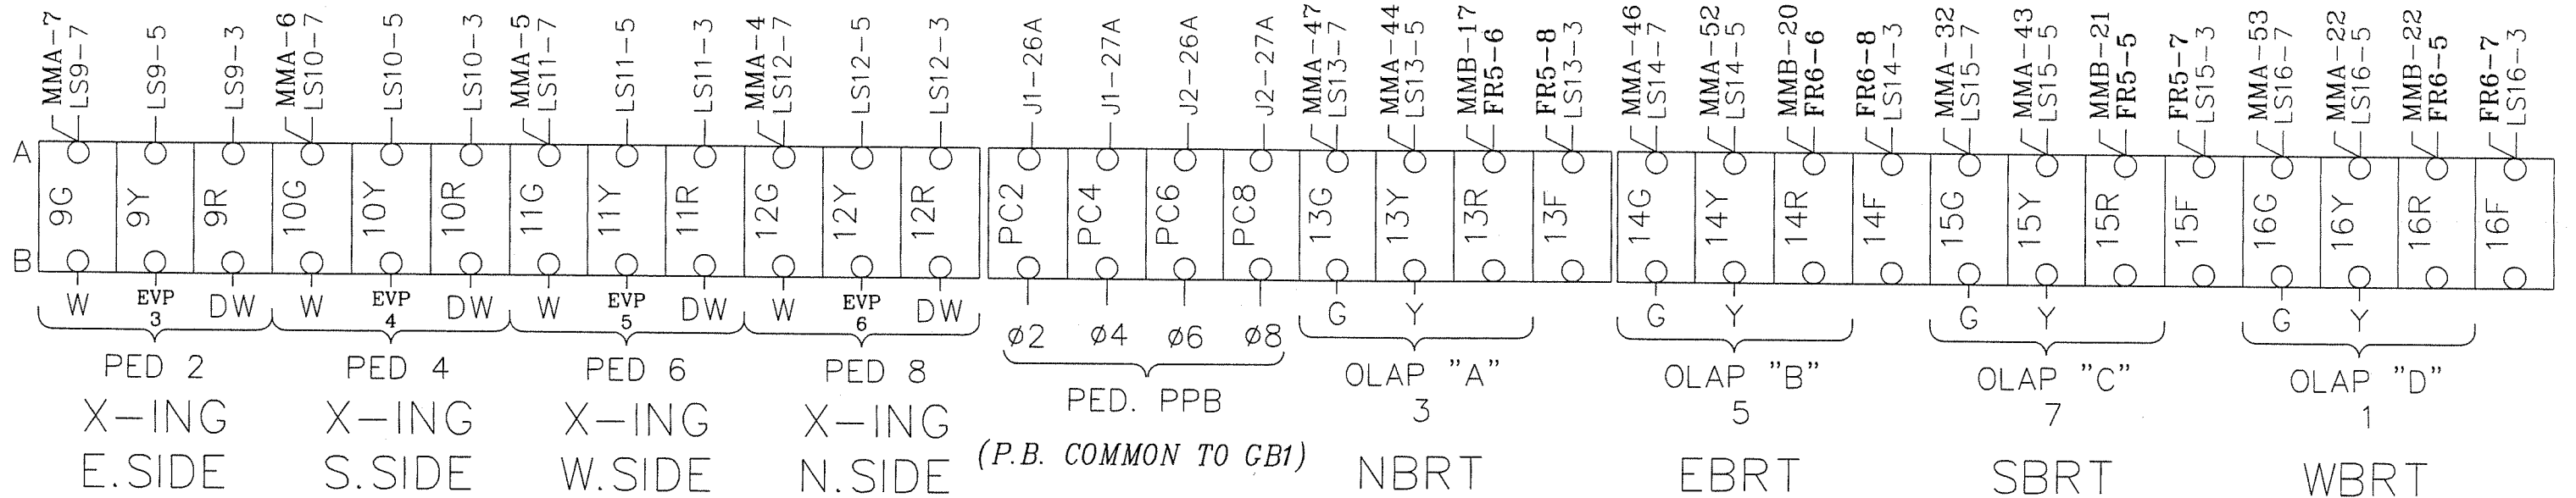 MMA-7 LS9-7 LS9-5 LS9-3 MMA-6 LS10-7 LS10-5 LS10-3 MMA-5 LS11-7 LS11-5 LS11-3 MMA-4 LS12-7 LS12-5 LS12-3 J1-26A J1-27A J2-26A J2-27A MMA-47 LS13-7 MMA-44 LS13-5 MMB-17 FR5-6 FR5-8 LS13-3 MMA-46 LS14-7 MMA-52 LS14-5 MMB-20 FR6-6 FR6-8 LS14-3 MMA-32 LS15-7 MMA-43 LS15-5 MMB-21 FR5-5 FR5-7 LS15-3 MMA-53 LS16-7 MMA-22 LS16-5 MMB-22 FR6-5 FR6-7 LS16-3
A
9G 9Y 9R 10G 10Y 10R 11G 11Y 11R 12G 12Y 12R PC2 PC4 PC6 PC8 13G 13Y 13R 13F 14G 14Y 14R 14F 15G 15Y 15R 15F 16G 16Y 16R 16F
B
W EVP 3 DW W EVP 4 DW W EVP 5 DW W EVP 6 DW ø2 ø4 ø6 ø8 G Y G Y G Y G Y
PED 2 PED 4 PED 6 PED 8 PED. PPB OLAP "A" OLAP "B" OLAP "C" OLAP "D"
X-ING X-ING X-ING X-ING 3 5 7 1
E.SIDE S.SIDE W.SIDE N.SIDE (P.B. COMMON TO GB1) NBRT EBRT SBRT WBRT